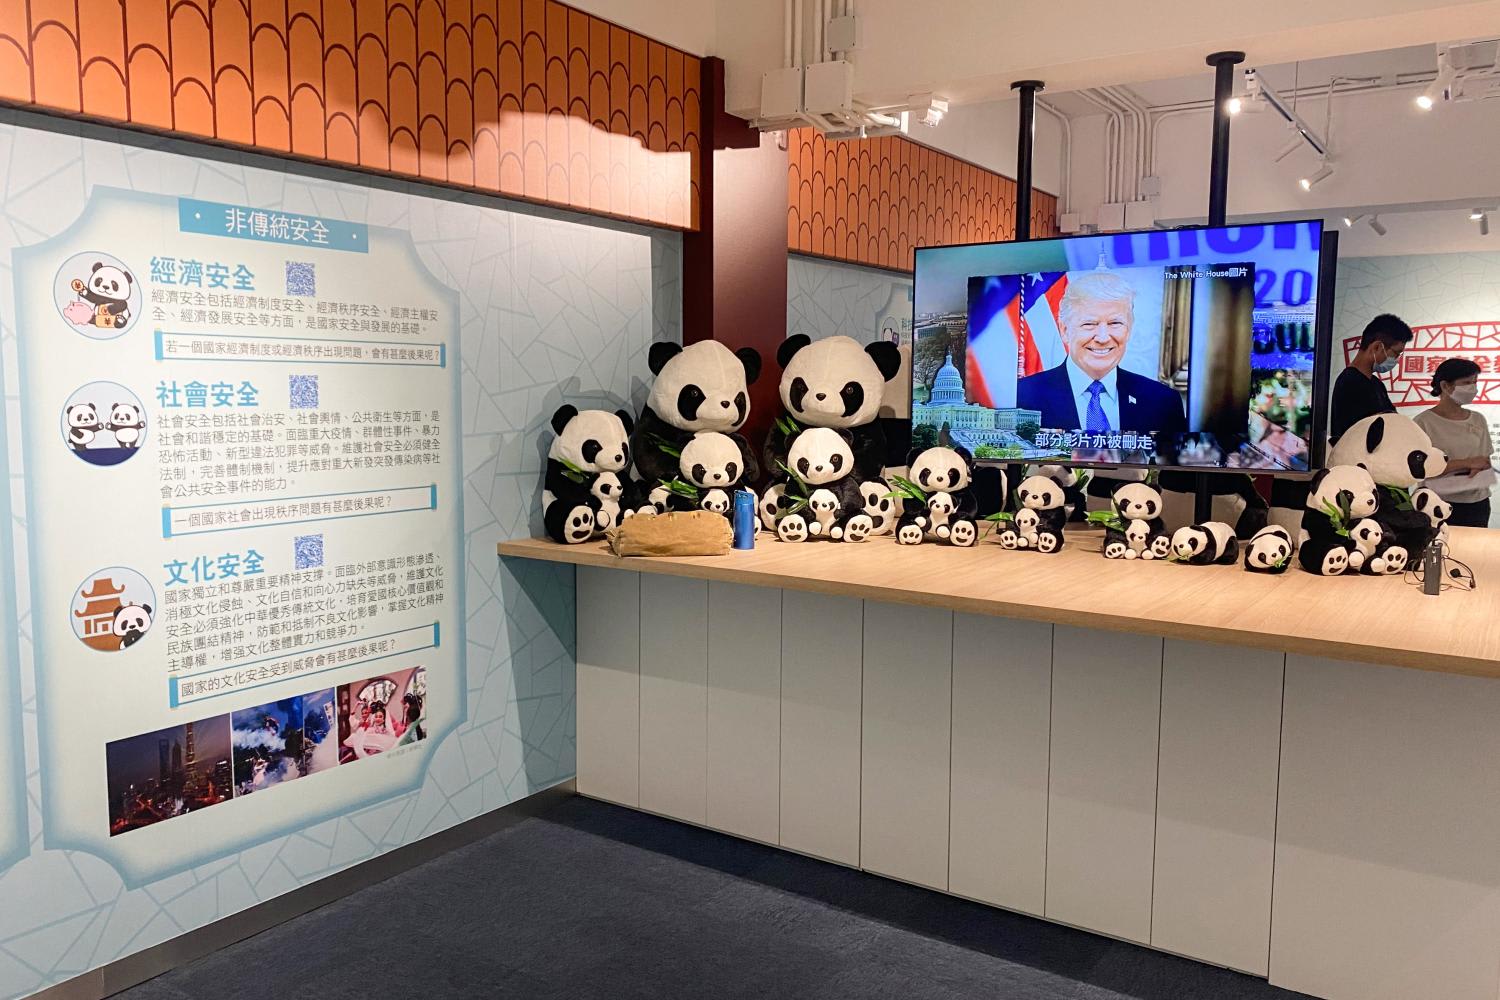 非傳統安全
經濟安全
經濟安全包括經濟制度安全、經濟秩序安全、經濟主權安
全、經濟發展安全等方面，是國家安全與發展的基礎。
若一個國家經濟制度或經濟秩序出現問題，會有甚麼後果呢？
社會安全
社會安全包括社會治安、社會輿情、公共衛生等方面，是
社會和諧穩定的基礎。面臨重大疫情、群體性事件、暴力
恐怖活動、新型違法犯罪等威脅。維護社會安全必須健全
法制，完善體制機制，提升應對重大新發突發傳染病等社
會公共安全事件的能力。
一個國家社會出現秩序問題有甚麼後果呢？
文化安全
國家獨立和尊嚴重要精神支撐。面臨外部意識形態滲透、
消極文化侵蝕、文化自信和向心力缺失等威脅，維護文化
安全必須強化中華優秀傳統文化，培育愛國核心價值觀和
民族團結精神，防範和抵制不良文化影響，掌握文化精神
主導權，增强文化整體實力和競爭力。
國家的文化安全受到威脅會有甚麼後果呢？
The White House圖片
20
部分影片亦被刪走
國家安全